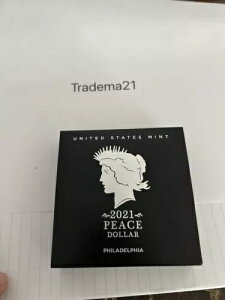 Tradema21
UNITED STATES MINT
2021
PEACE
DOLLAR
PHILADELPHIA